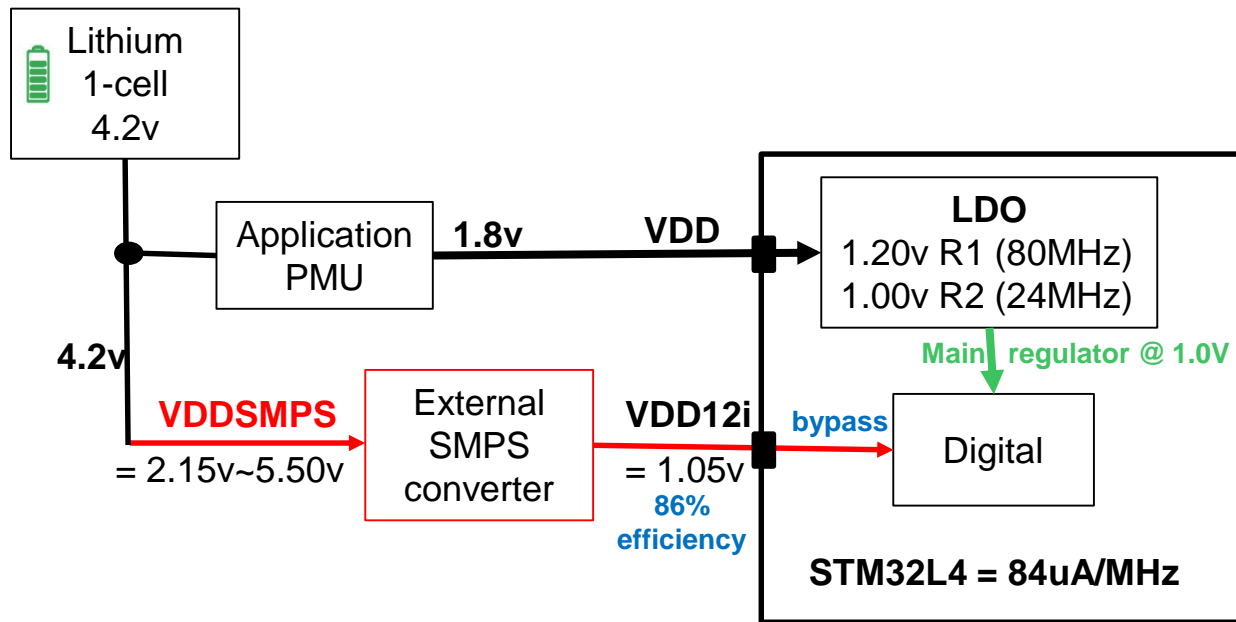 Lithium
1-cell
4.2v
Application
PMU
1.8v
VDD
LDO
1.20v R1 (80MHz)
1.00v R2 (24MHz)
Main regulator @ 1.0V
4.2v
VDDSMPS
= 2.15v~5.50v
External
SMPS
converter
VDD12i
= 1.05v
86%
efficiency
bypass
Digital
STM32L4 = 84uA/MHz